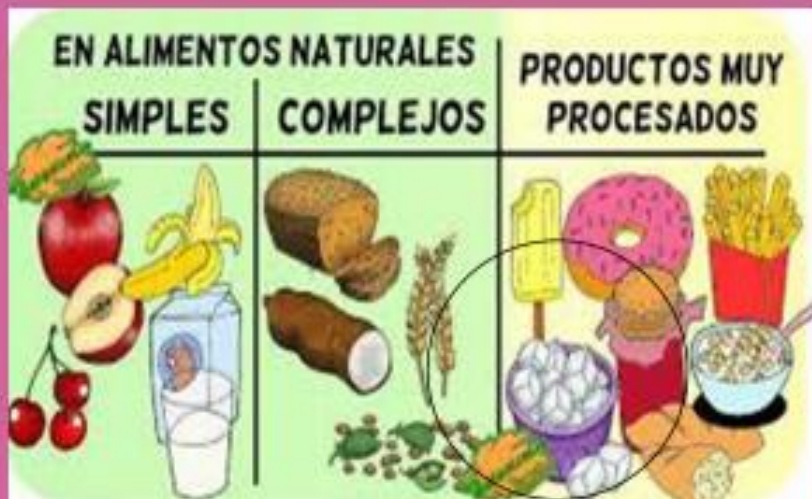 EN ALIMENTOS NATURALES
SIMPLES
COMPLEJOS
PRODUCTOS MUY
PROCESADOS